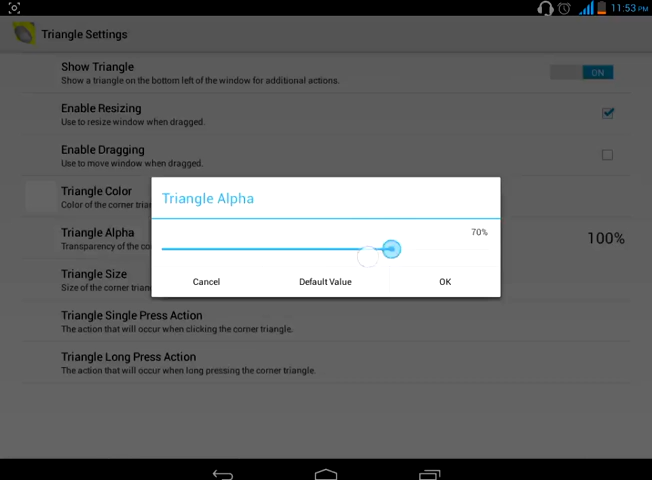 11:53 PM
Triangle Settings
Show Triangle
Show a triangle on the bottom left of the window for additional actions.
ON
Enable Resizing
Use to resize window when dragged.
Enable Dragging
Use to move window when dragged.
Triangle Color
Color of the corner
Triangle Alpha
Transparency of the
100%
Triangle Size
Size of the corner
Triangle Alpha
70%
Cancel
Default Value
OK
Triangle Single Press Action
The action that will occur when clicking the corner triangle.
Triangle Long Press Action
The action that will occur when long pressing the corner triangle.